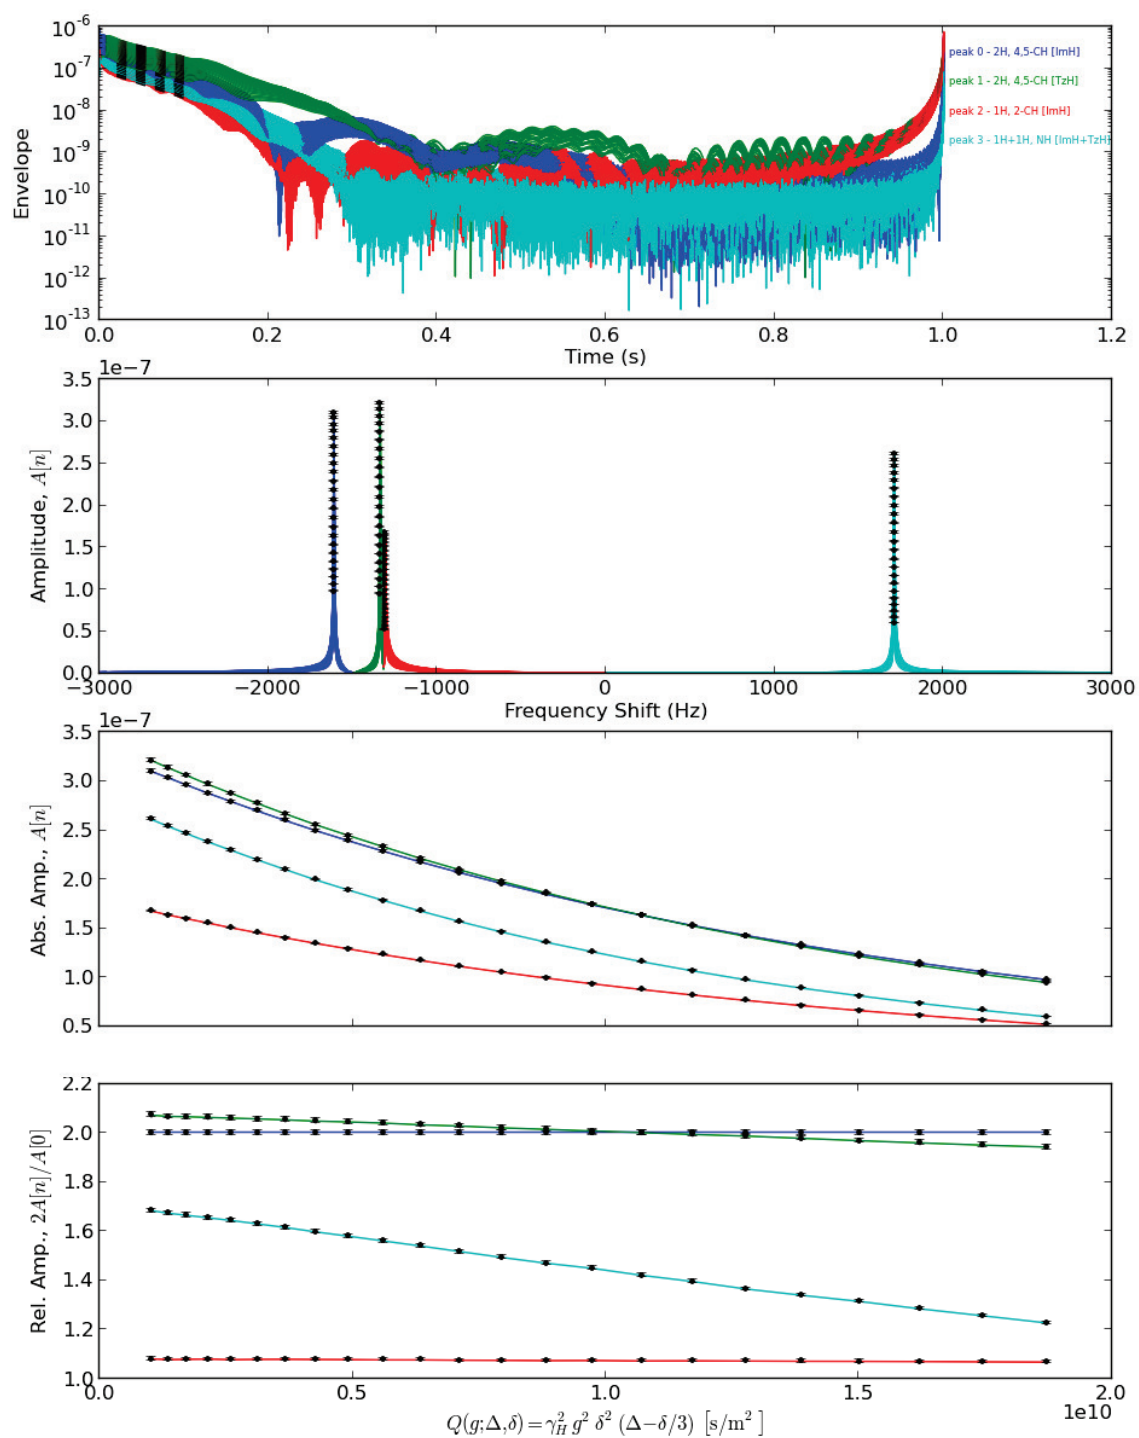 10^-6
10^-7
10^-8
10^-9
10^-10
10^-11
10^-12
10^-13
Envelope
peak 0 - 2H, 4,5-CH [ImH]
peak 1 - 2H, 4,5-CH [TzH]
peak 2 - 1H, 2-CH [ImH]
peak 3 - 1H+1H, NH [ImH+TzH]
0.0 0.2 0.4 0.6 0.8 1.0 1.2
Time (s)
1e−7
3.5
3.0
2.5
2.0
1.5
1.0
0.5
0.0
Amplitude, A[n]
−3000 −2000 −1000 0 1000 2000 3000
Frequency Shift (Hz)
1e−7
3.5
3.0
2.5
2.0
1.5
1.0
0.5
Abs. Amp., A[n]
2.2
2.0
1.8
1.6
1.4
1.2
1.0
Rel. Amp., 2A[n]/A[0]
0.0 0.5 1.0 1.5 2.0
1e10
Q(g;Δ,δ)=γ_H^2 g^2 δ^2 (Δ−δ/3) [s/m^2]